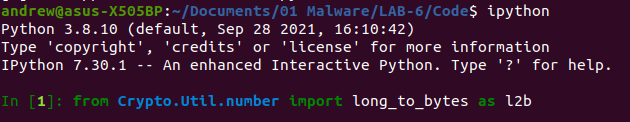 andrew@asus-X505BP:~/Documents/01 Malware/LAB-6/Code$ ipython
Python 3.8.10 (default, Sep 28 2021, 16:10:42)
Type 'copyright', 'credits' or 'license' for more information
IPython 7.30.1 -- An enhanced Interactive Python. Type '?' for help.
In [1]: from Crypto.Util.number import long_to_bytes as l2b